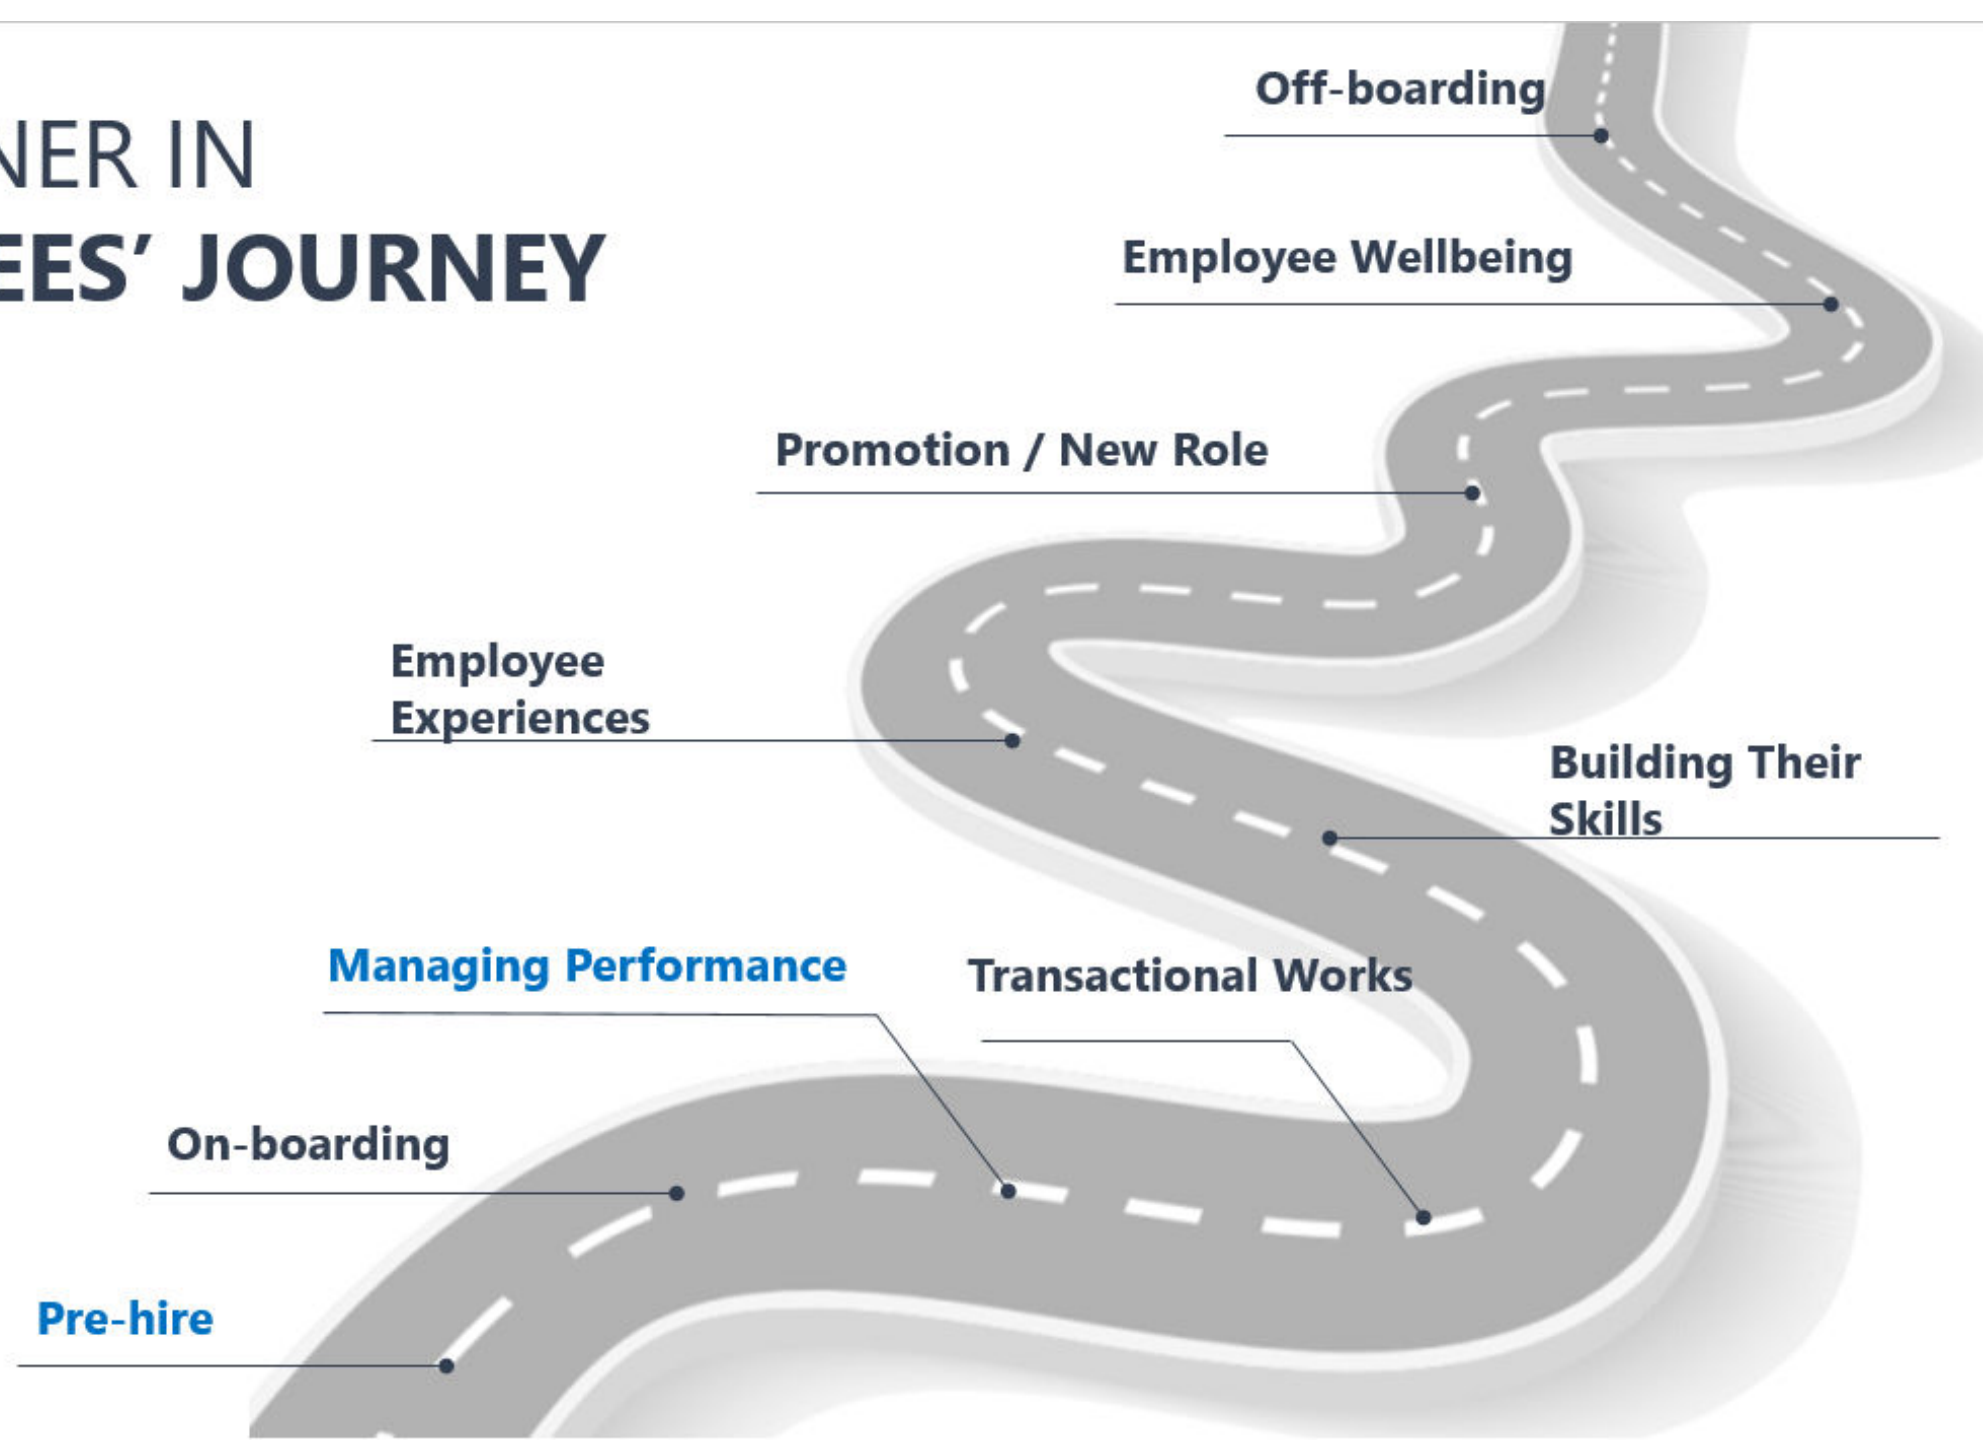 NER IN
EES’ JOURNEY
Off-boarding
Employee Wellbeing
Promotion / New Role
Employee
Experiences
Building Their
Skills
Managing Performance
Transactional Works
On-boarding
Pre-hire